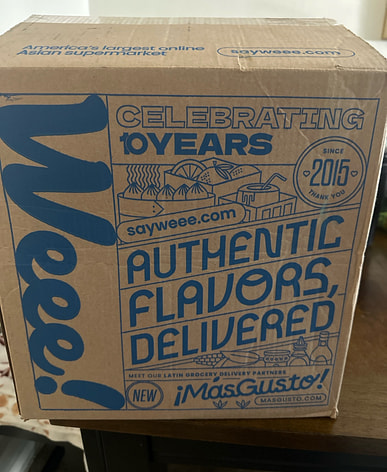 America's largest online
Asian supermarket
sayweee.com
Weee!
CELEBRATING
10YEARS
SINCE
2015
THANK YOU
sayweee.com
AUTHENTIC
FLAVORS,
DELIVERED
MEET OUR LATIN GROCERY DELIVERY PARTNERS
NEW
¡MásGusto!
MASGUSTO.COM